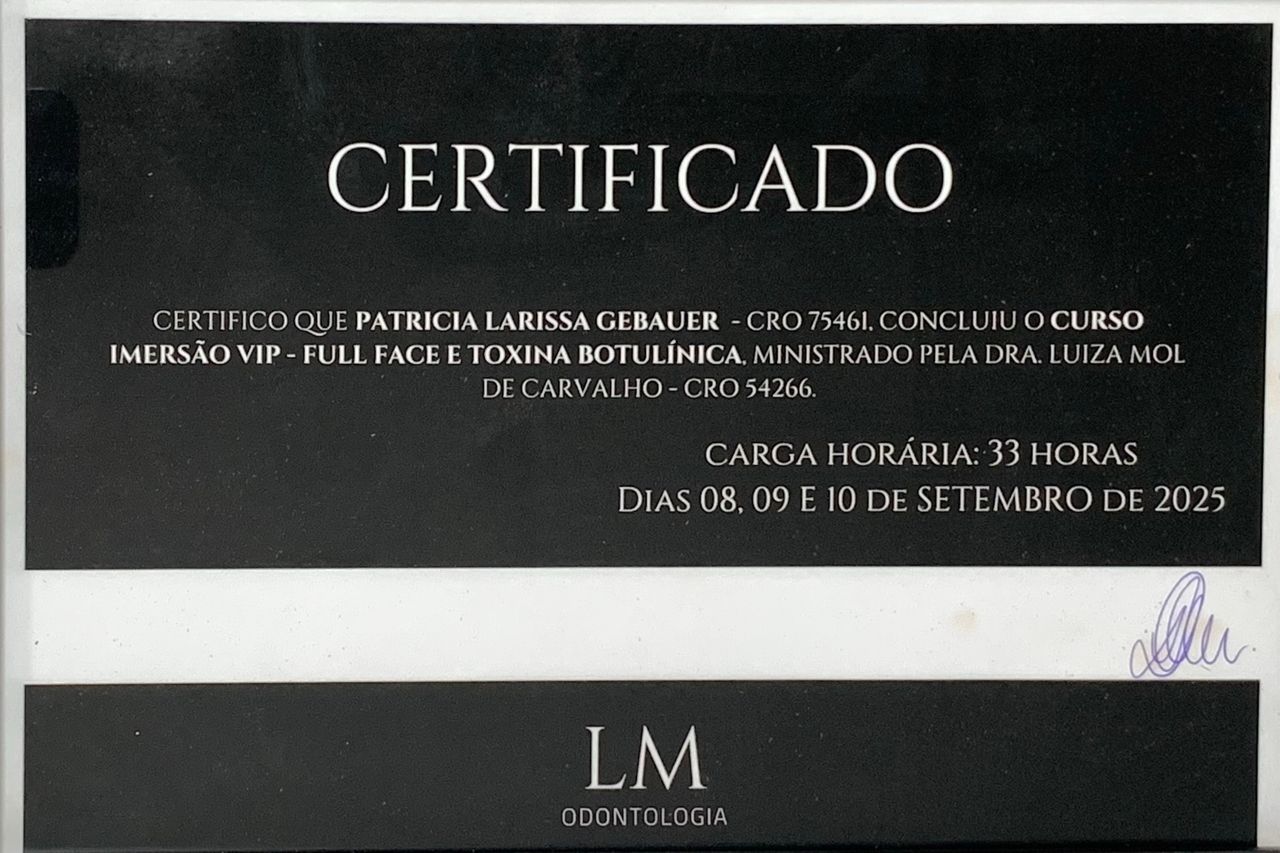 CERTIFICADO
CERTIFICO QUE PATRICIA LARISSA GEBAUER - CRO 75461, CONCLUIU O CURSO
IMERSÃO VIP - FULL FACE E TOXINA BOTULÍNICA, MINISTRADO PELA DRA. LUIZA MOL
DE CARVALHO - CRO 54266.
CARGA HORÁRIA: 33 HORAS
DIAS 08, 09 E 10 DE SETEMBRO DE 2025
LM
ODONTOLOGIA